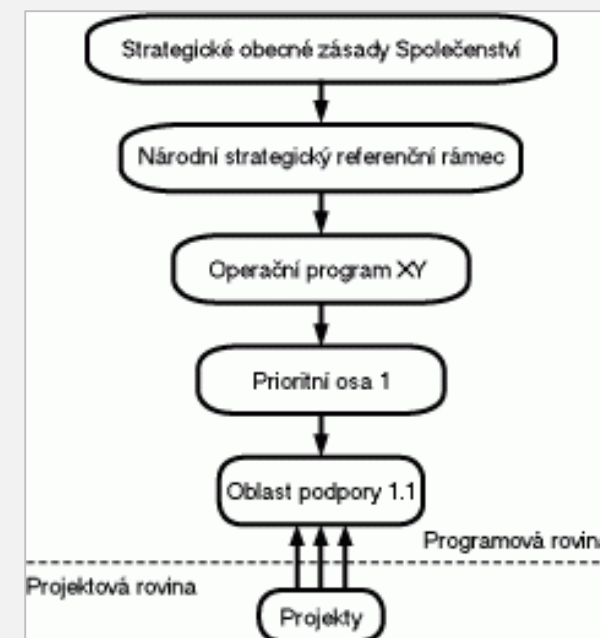 Strategické obecné zásady Společenství
Národní strategický referenční rámec
Operační program XY
Prioritní osa 1
Oblast podpory 1.1
Programová rovina
Projektová rovina
Projekty